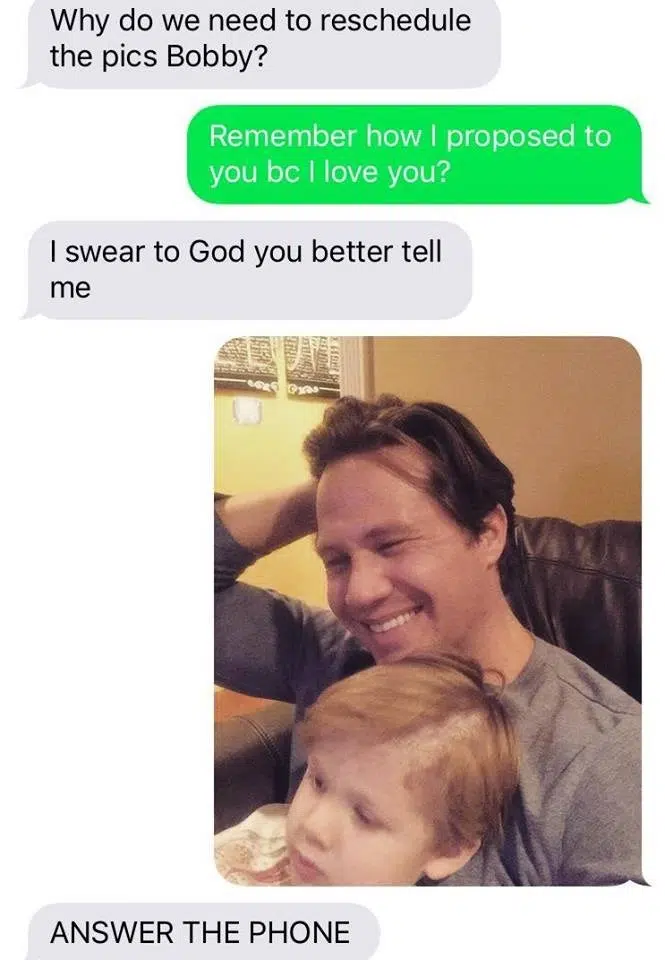 Why do we need to reschedule
the pics Bobby?
Remember how I proposed to
you bc I love you?
I swear to God you better tell
me
ANSWER THE PHONE